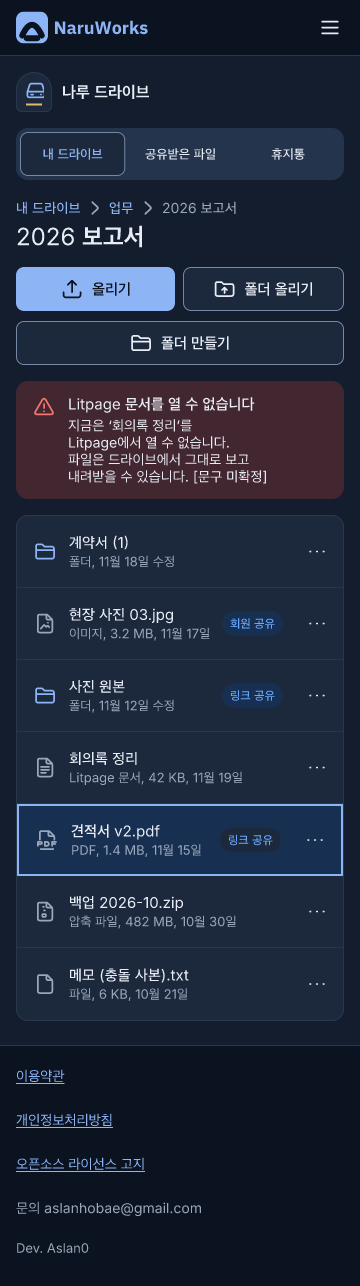 NaruWorks
나루 드라이브
내 드라이브 공유받은 파일 휴지통
내 드라이브 > 업무 > 2026 보고서
2026 보고서
올리기 폴더 올리기
폴더 만들기
Litpage 문서를 열 수 없습니다
지금은 ‘회의록 정리’를
Litpage에서 열 수 없습니다.
파일은 드라이브에서 그대로 보고
내려받을 수 있습니다. [문구 미확정]
계약서 (1)
폴더, 11월 18일 수정
현장 사진 03.jpg
이미지, 3.2 MB, 11월 17일
회원 공유
사진 원본
폴더, 11월 12일 수정
링크 공유
회의록 정리
Litpage 문서, 42 KB, 11월 19일
PDF
견적서 v2.pdf
PDF, 1.4 MB, 11월 15일
링크 공유
백업 2026-10.zip
압축 파일, 482 MB, 10월 30일
메모 (충돌 사본).txt
파일, 6 KB, 10월 21일
이용약관
개인정보처리방침
오픈소스 라이선스 고지
문의 aslanhobae@gmail.com
Dev. Aslan0